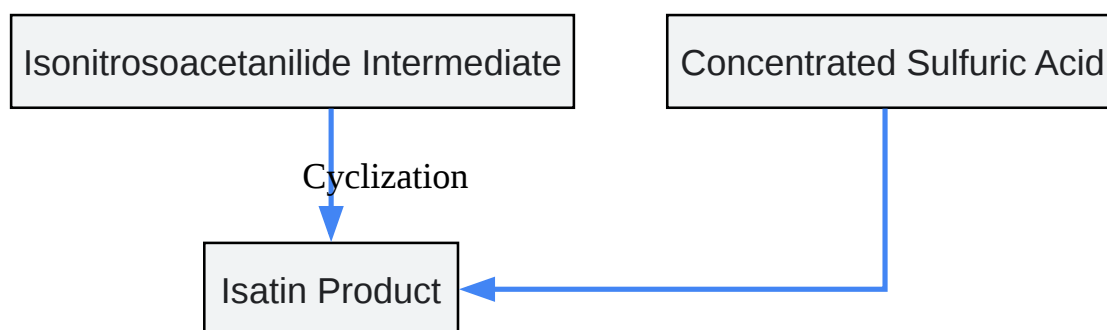 Isonitrosoacetanilide Intermediate
Concentrated Sulfuric Acid
Cyclization
Isatin Product